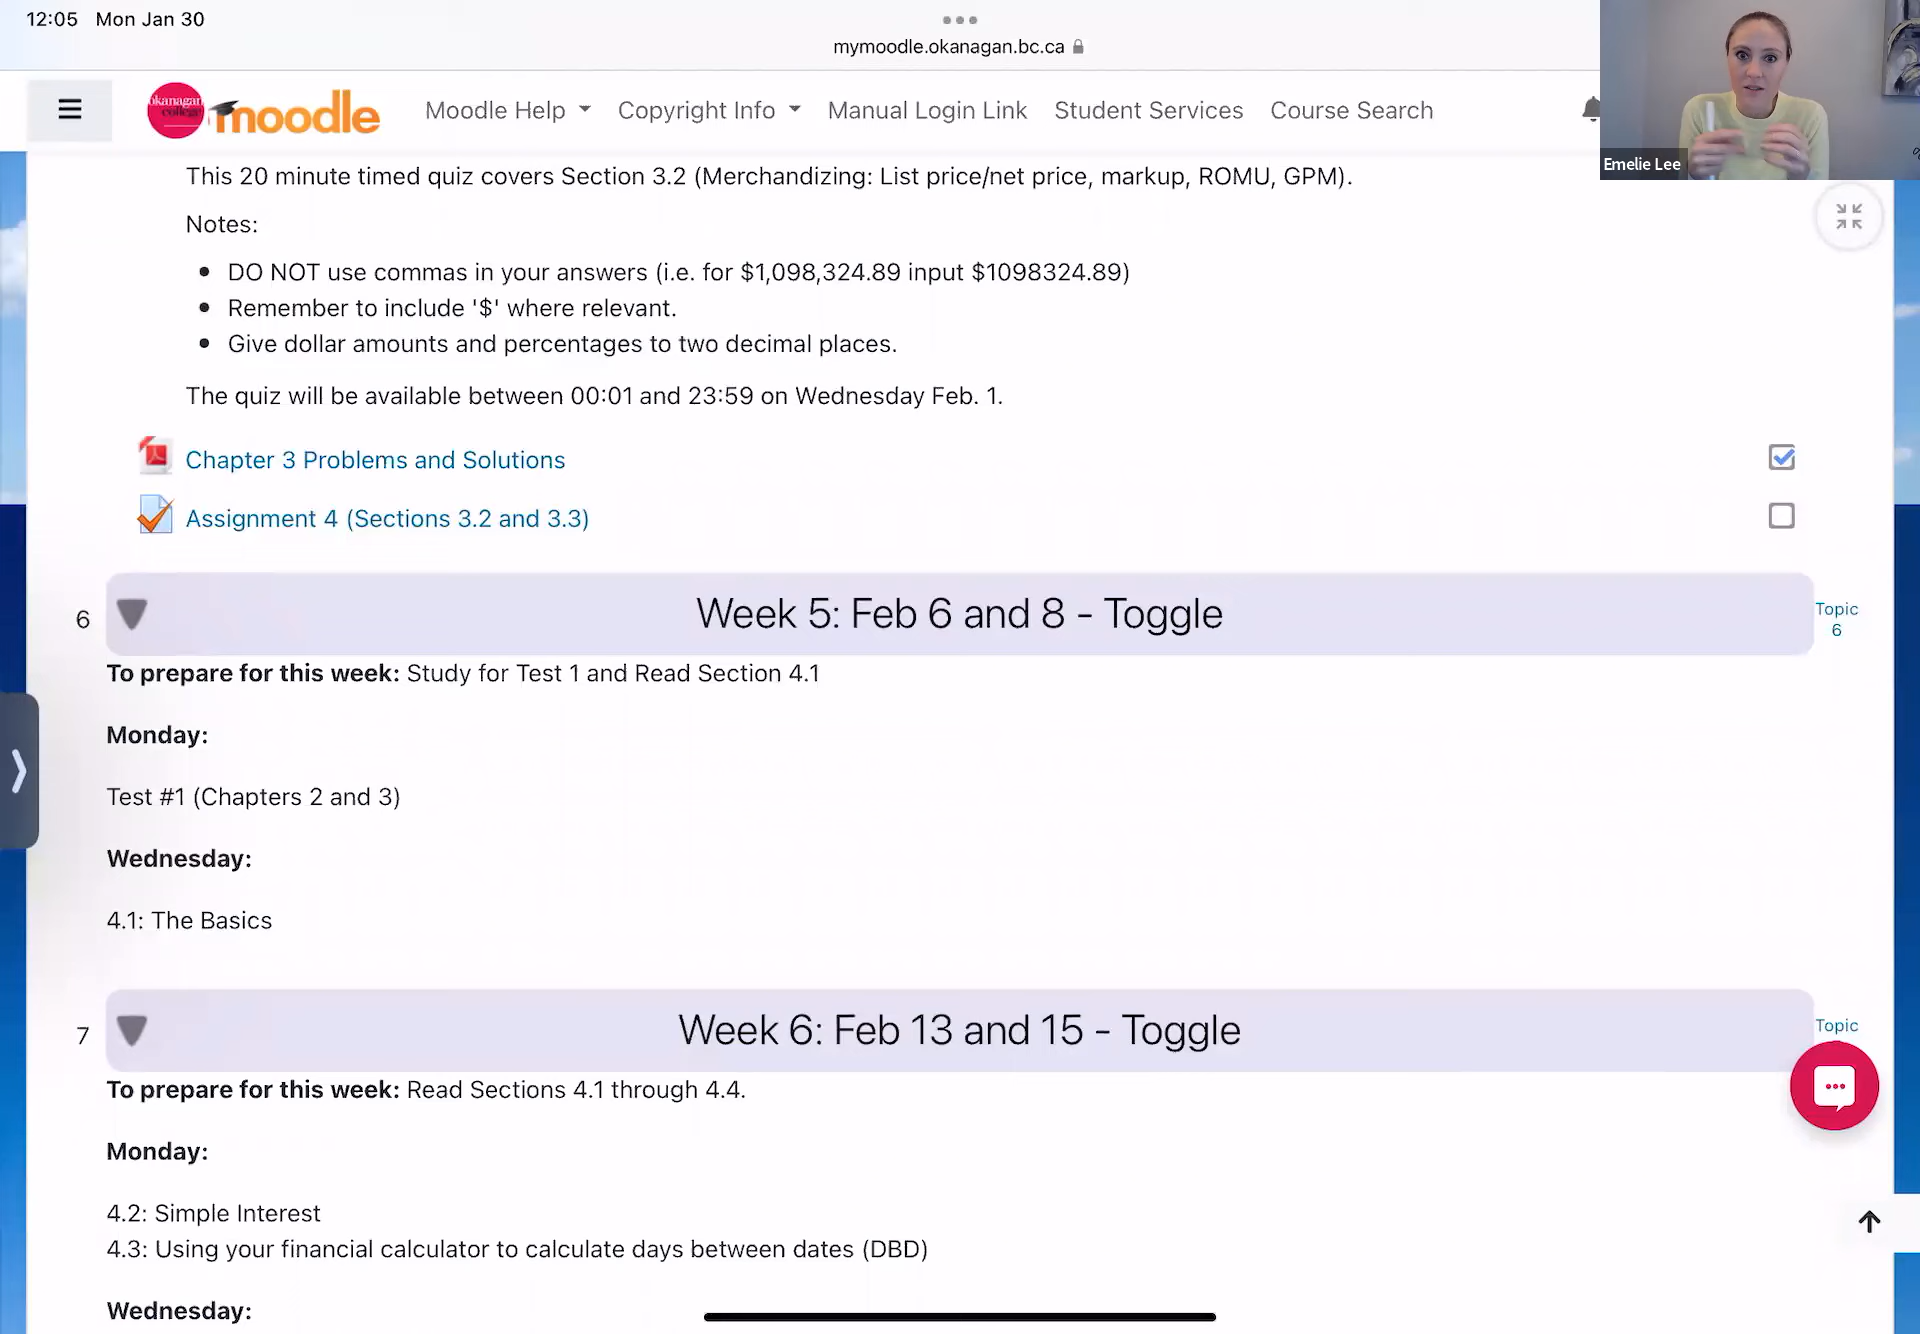 12:05 Mon Jan 30
mymoodle.okanagan.bc.ca
okanagan college
moodle
Moodle Help
Copyright Info
Manual Login Link
Student Services
Course Search
Emelie Lee
This 20 minute timed quiz covers Section 3.2 (Merchandizing: List price/net price, markup, ROMU, GPM).
Notes:
DO NOT use commas in your answers (i.e. for $1,098,324.89 input $1098324.89)
Remember to include '$' where relevant.
Give dollar amounts and percentages to two decimal places.
The quiz will be available between 00:01 and 23:59 on Wednesday Feb. 1.
Chapter 3 Problems and Solutions
Assignment 4 (Sections 3.2 and 3.3)
6
Week 5: Feb 6 and 8 - Toggle
Topic
6
To prepare for this week: Study for Test 1 and Read Section 4.1
Monday:
Test #1 (Chapters 2 and 3)
Wednesday:
4.1: The Basics
7
Week 6: Feb 13 and 15 - Toggle
Topic
To prepare for this week: Read Sections 4.1 through 4.4.
Monday:
4.2: Simple Interest
4.3: Using your financial calculator to calculate days between dates (DBD)
Wednesday: